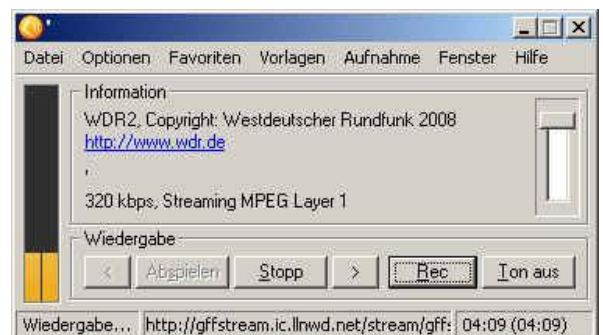 Datei Optionen Favoriten Vorlagen Aufnahme Fenster Hilfe
Information
WDR2, Copyright: Westdeutscher Rundfunk 2008
http://www.wdr.de
,
320 kbps, Streaming MPEG Layer 1
Wiedergabe
< Abspielen Stopp > Rec Ton aus
Wiedergabe... http://gffstream.ic.llnwd.net/stream/gff: 04:09 (04:09)